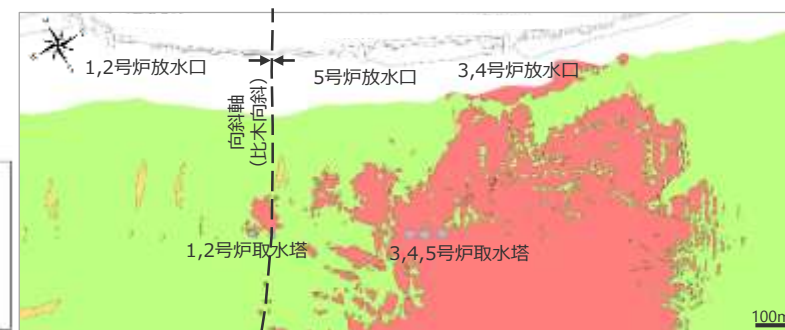 1,2号炉放水口
5号炉放水口
3,4号炉放水口
向斜軸
(比木向斜)
1,2号炉取水塔
3,4,5号炉取水塔
100m